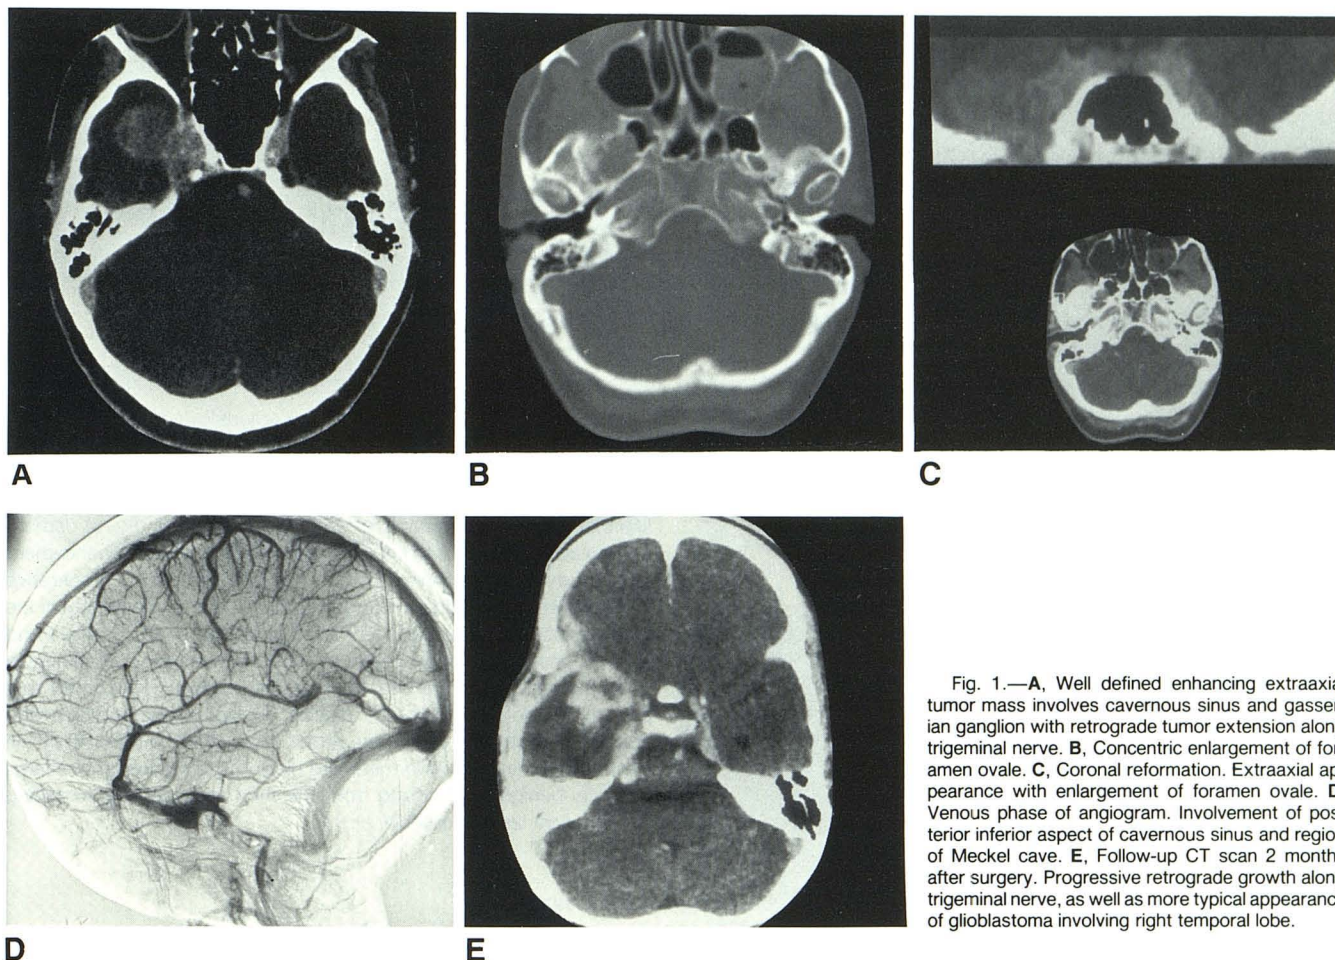 A
B
C
D
E
Fig. 1.—A, Well defined enhancing extraaxia
tumor mass involves cavernous sinus and gasser
ian ganglion with retrograde tumor extension alon
trigeminal nerve. B, Concentric enlargement of for
amen ovale. C, Coronal reformation. Extraaxial ap
pearance with enlargement of foramen ovale. D
Venous phase of angiogram. Involvement of pos
terior inferior aspect of cavernous sinus and regio
of Meckel cave. E, Follow-up CT scan 2 month
after surgery. Progressive retrograde growth alon
trigeminal nerve, as well as more typical appearanc
of glioblastoma involving right temporal lobe.